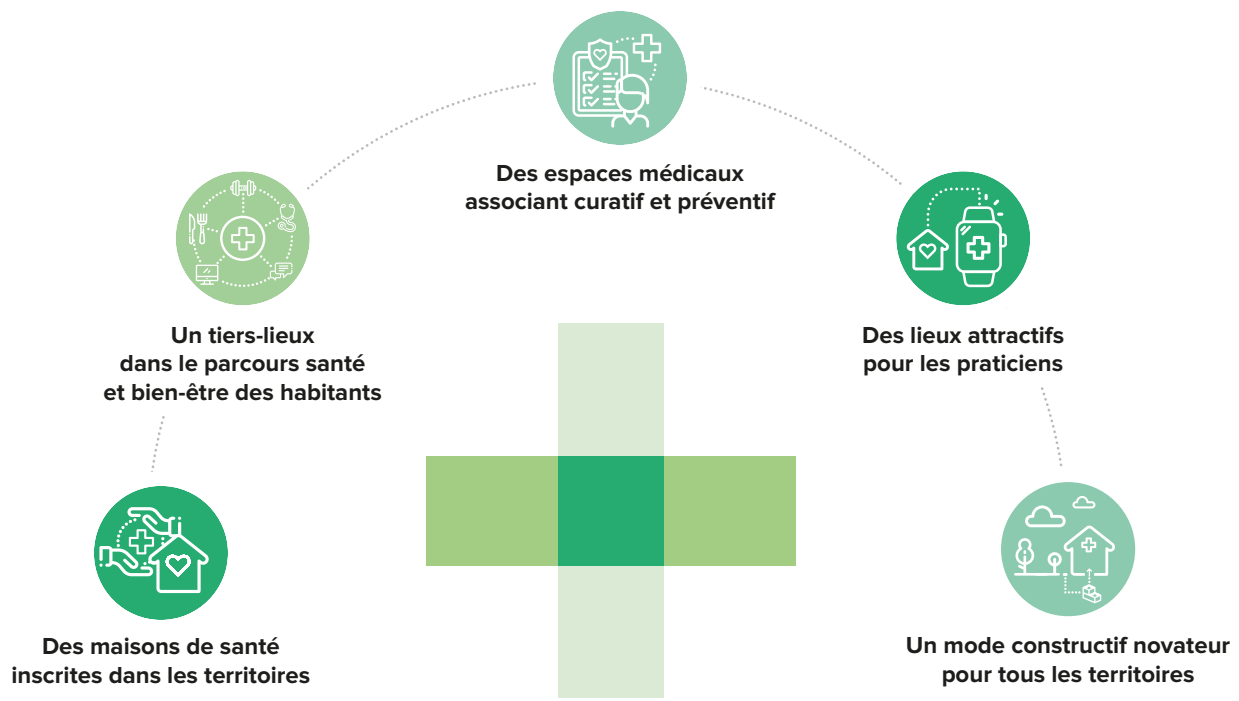 Des espaces médicaux
associant curatif et préventif
Un tiers-lieux
dans le parcours santé
et bien-être des habitants
Des lieux attractifs
pour les praticiens
Des maisons de santé
inscrites dans les territoires
Un mode constructif novateur
pour tous les territoires